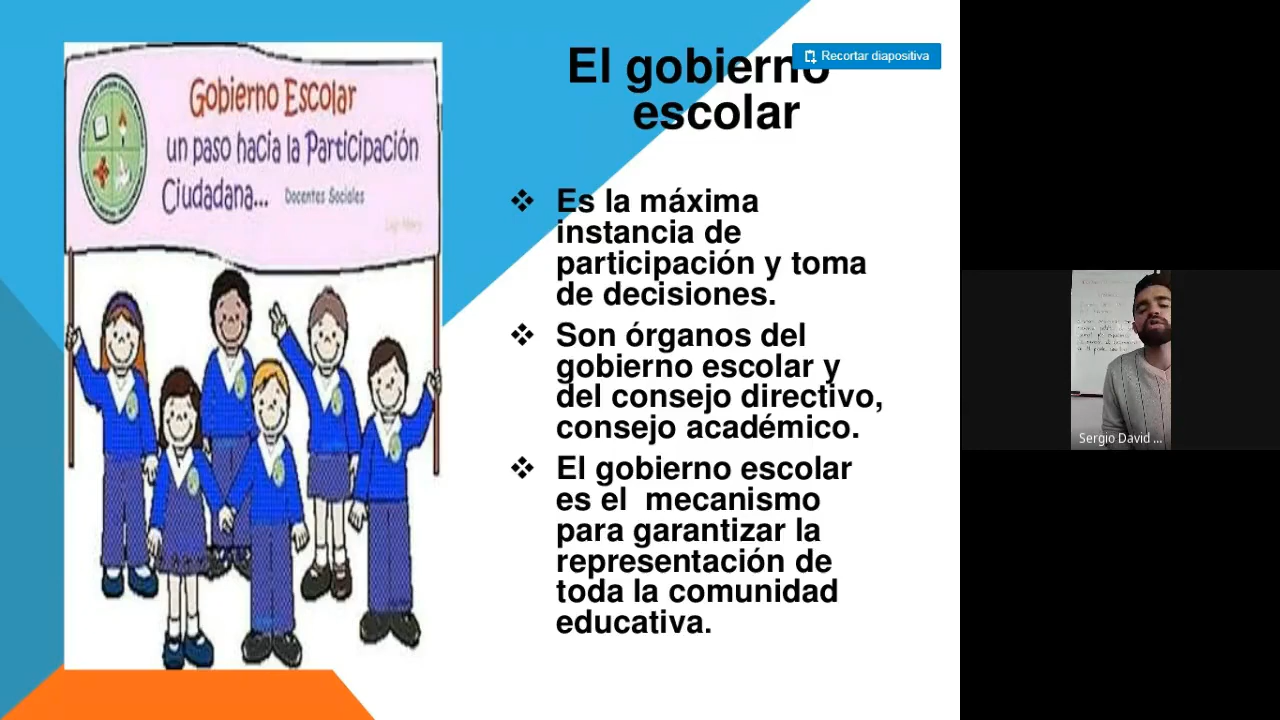 Gobierno Escolar
un paso hacia la Participación
Ciudadana... Docentes Sociales
El gobierno
escolar
Recortar diapositiva
❖ Es la máxima
instancia de
participación y toma
de decisiones.
❖ Son órganos del
gobierno escolar y
del consejo directivo,
consejo académico.
❖ El gobierno escolar
es el mecanismo
para garantizar la
representación de
toda la comunidad
educativa.
Sergio David ...